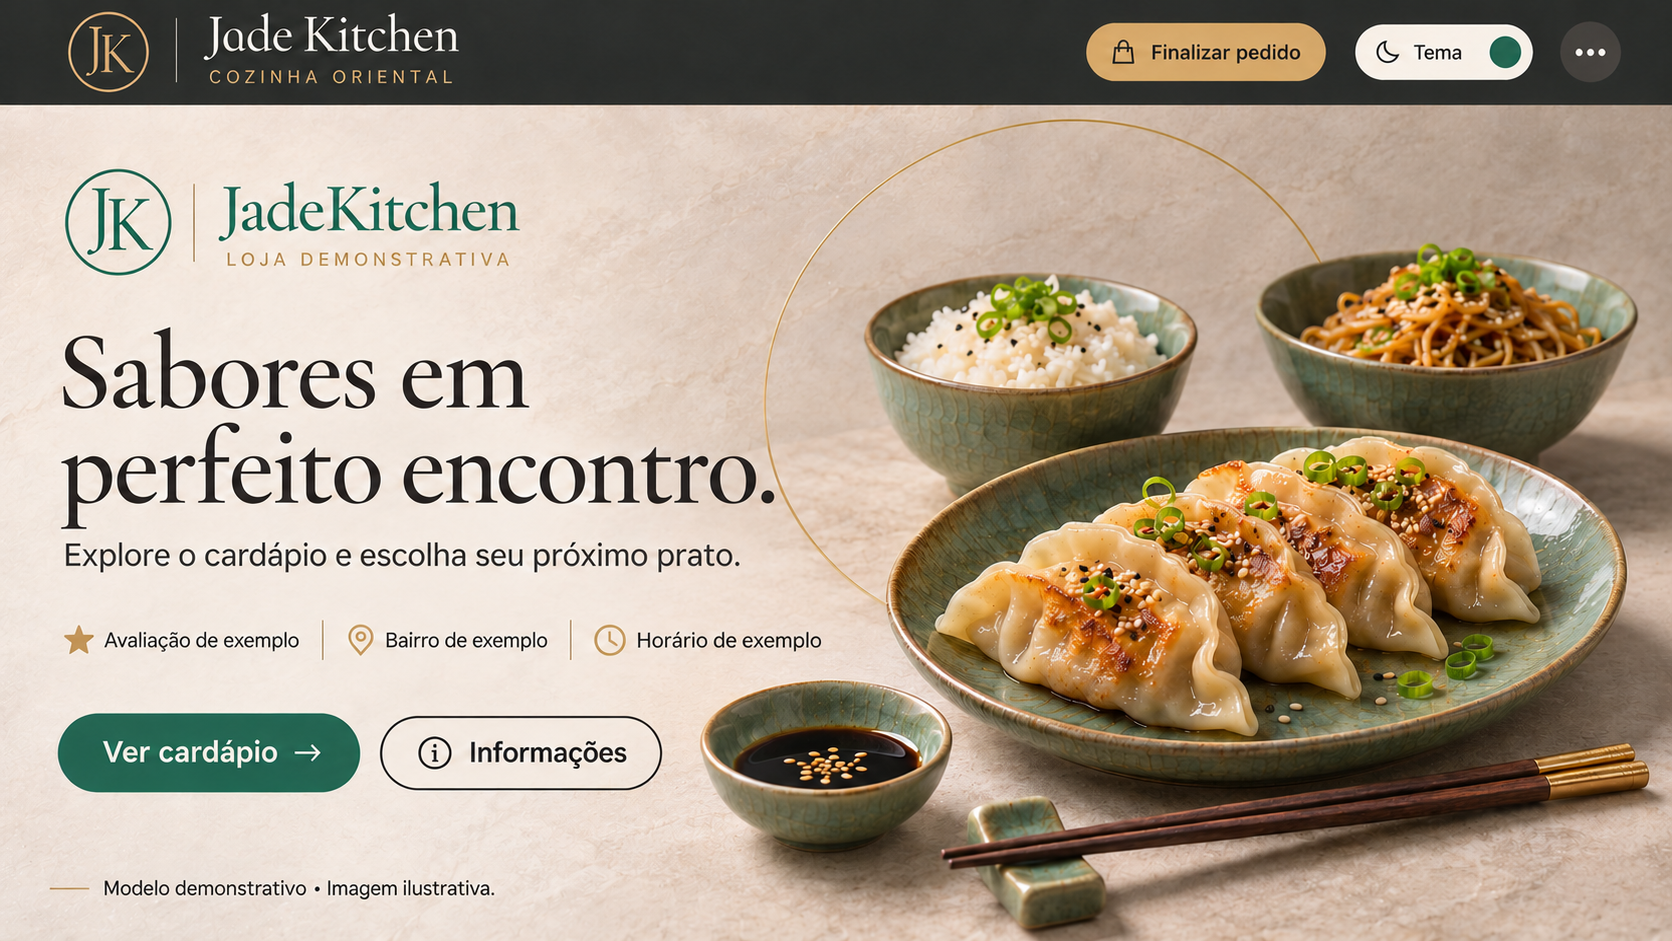 JK
Jade Kitchen
COZINHA ORIENTAL
Finalizar pedido
Tema
JK
JadeKitchen
LOJA DEMONSTRATIVA
Sabores em
perfeito encontro.
Explore o cardápio e escolha seu próximo prato.
Avaliação de exemplo
Bairro de exemplo
Horário de exemplo
Ver cardápio →
Informações
Modelo demonstrativo • Imagem ilustrativa.